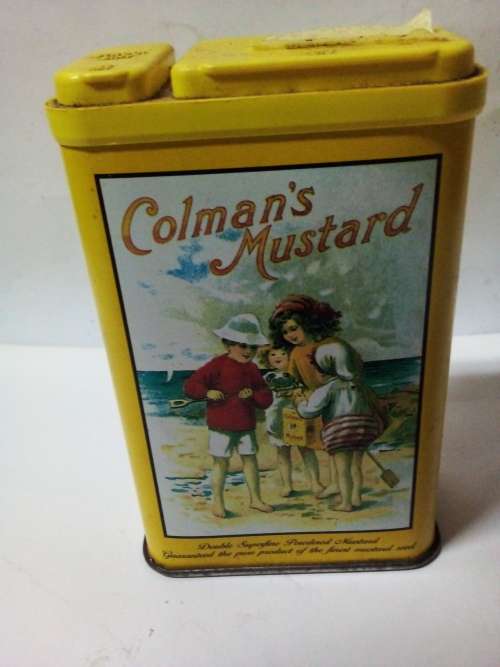 Colman's
Mustard
Double Superfine Powdered Mustard
Guaranteed the pure product of the finest mustard seed